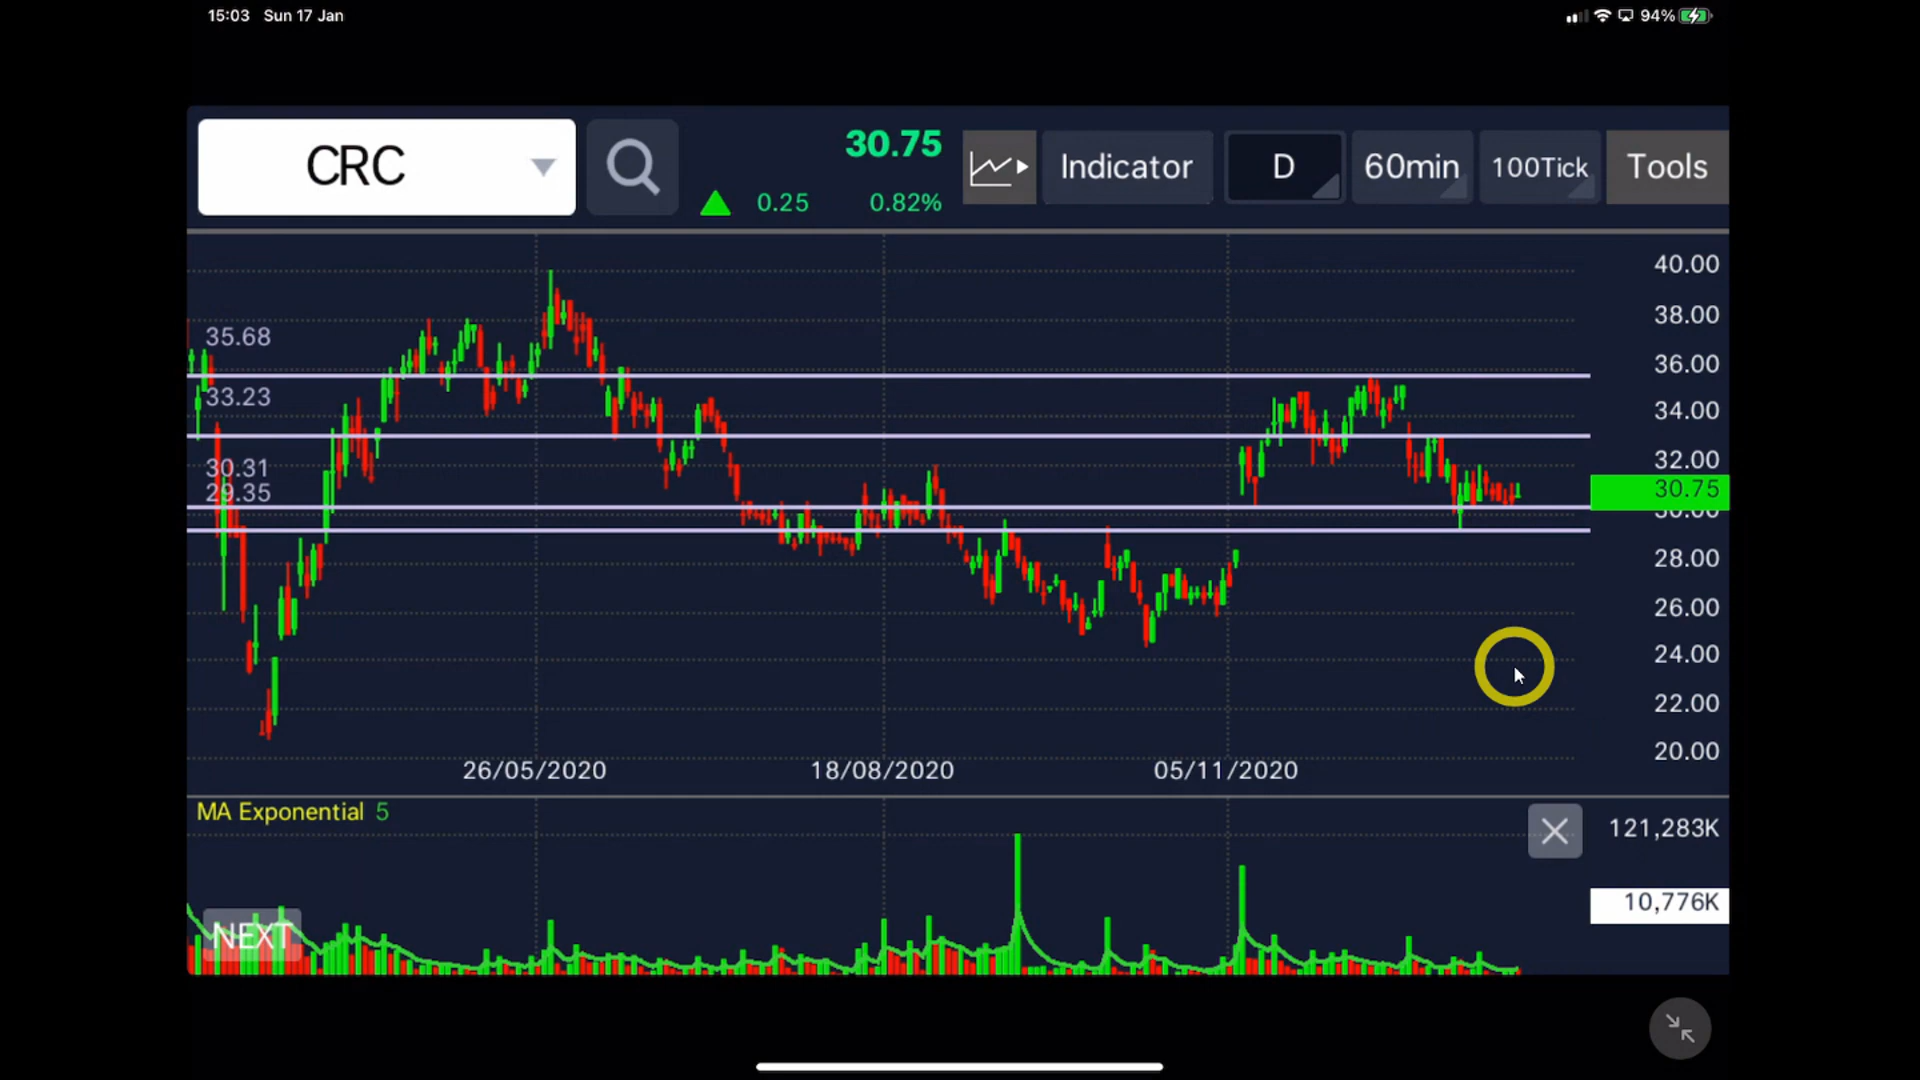 15:03 Sun 17 Jan
94%
CRC
30.75
0.25 0.82%
Indicator
D
60min
100Tick
Tools
40.00
38.00
35.68
36.00
33.23
34.00
32.00
30.31
29.35
30.75
30.00
28.00
26.00
24.00
22.00
20.00
26/05/2020 18/08/2020 05/11/2020
MA Exponential 5
121,283K
10,776K
NEXT